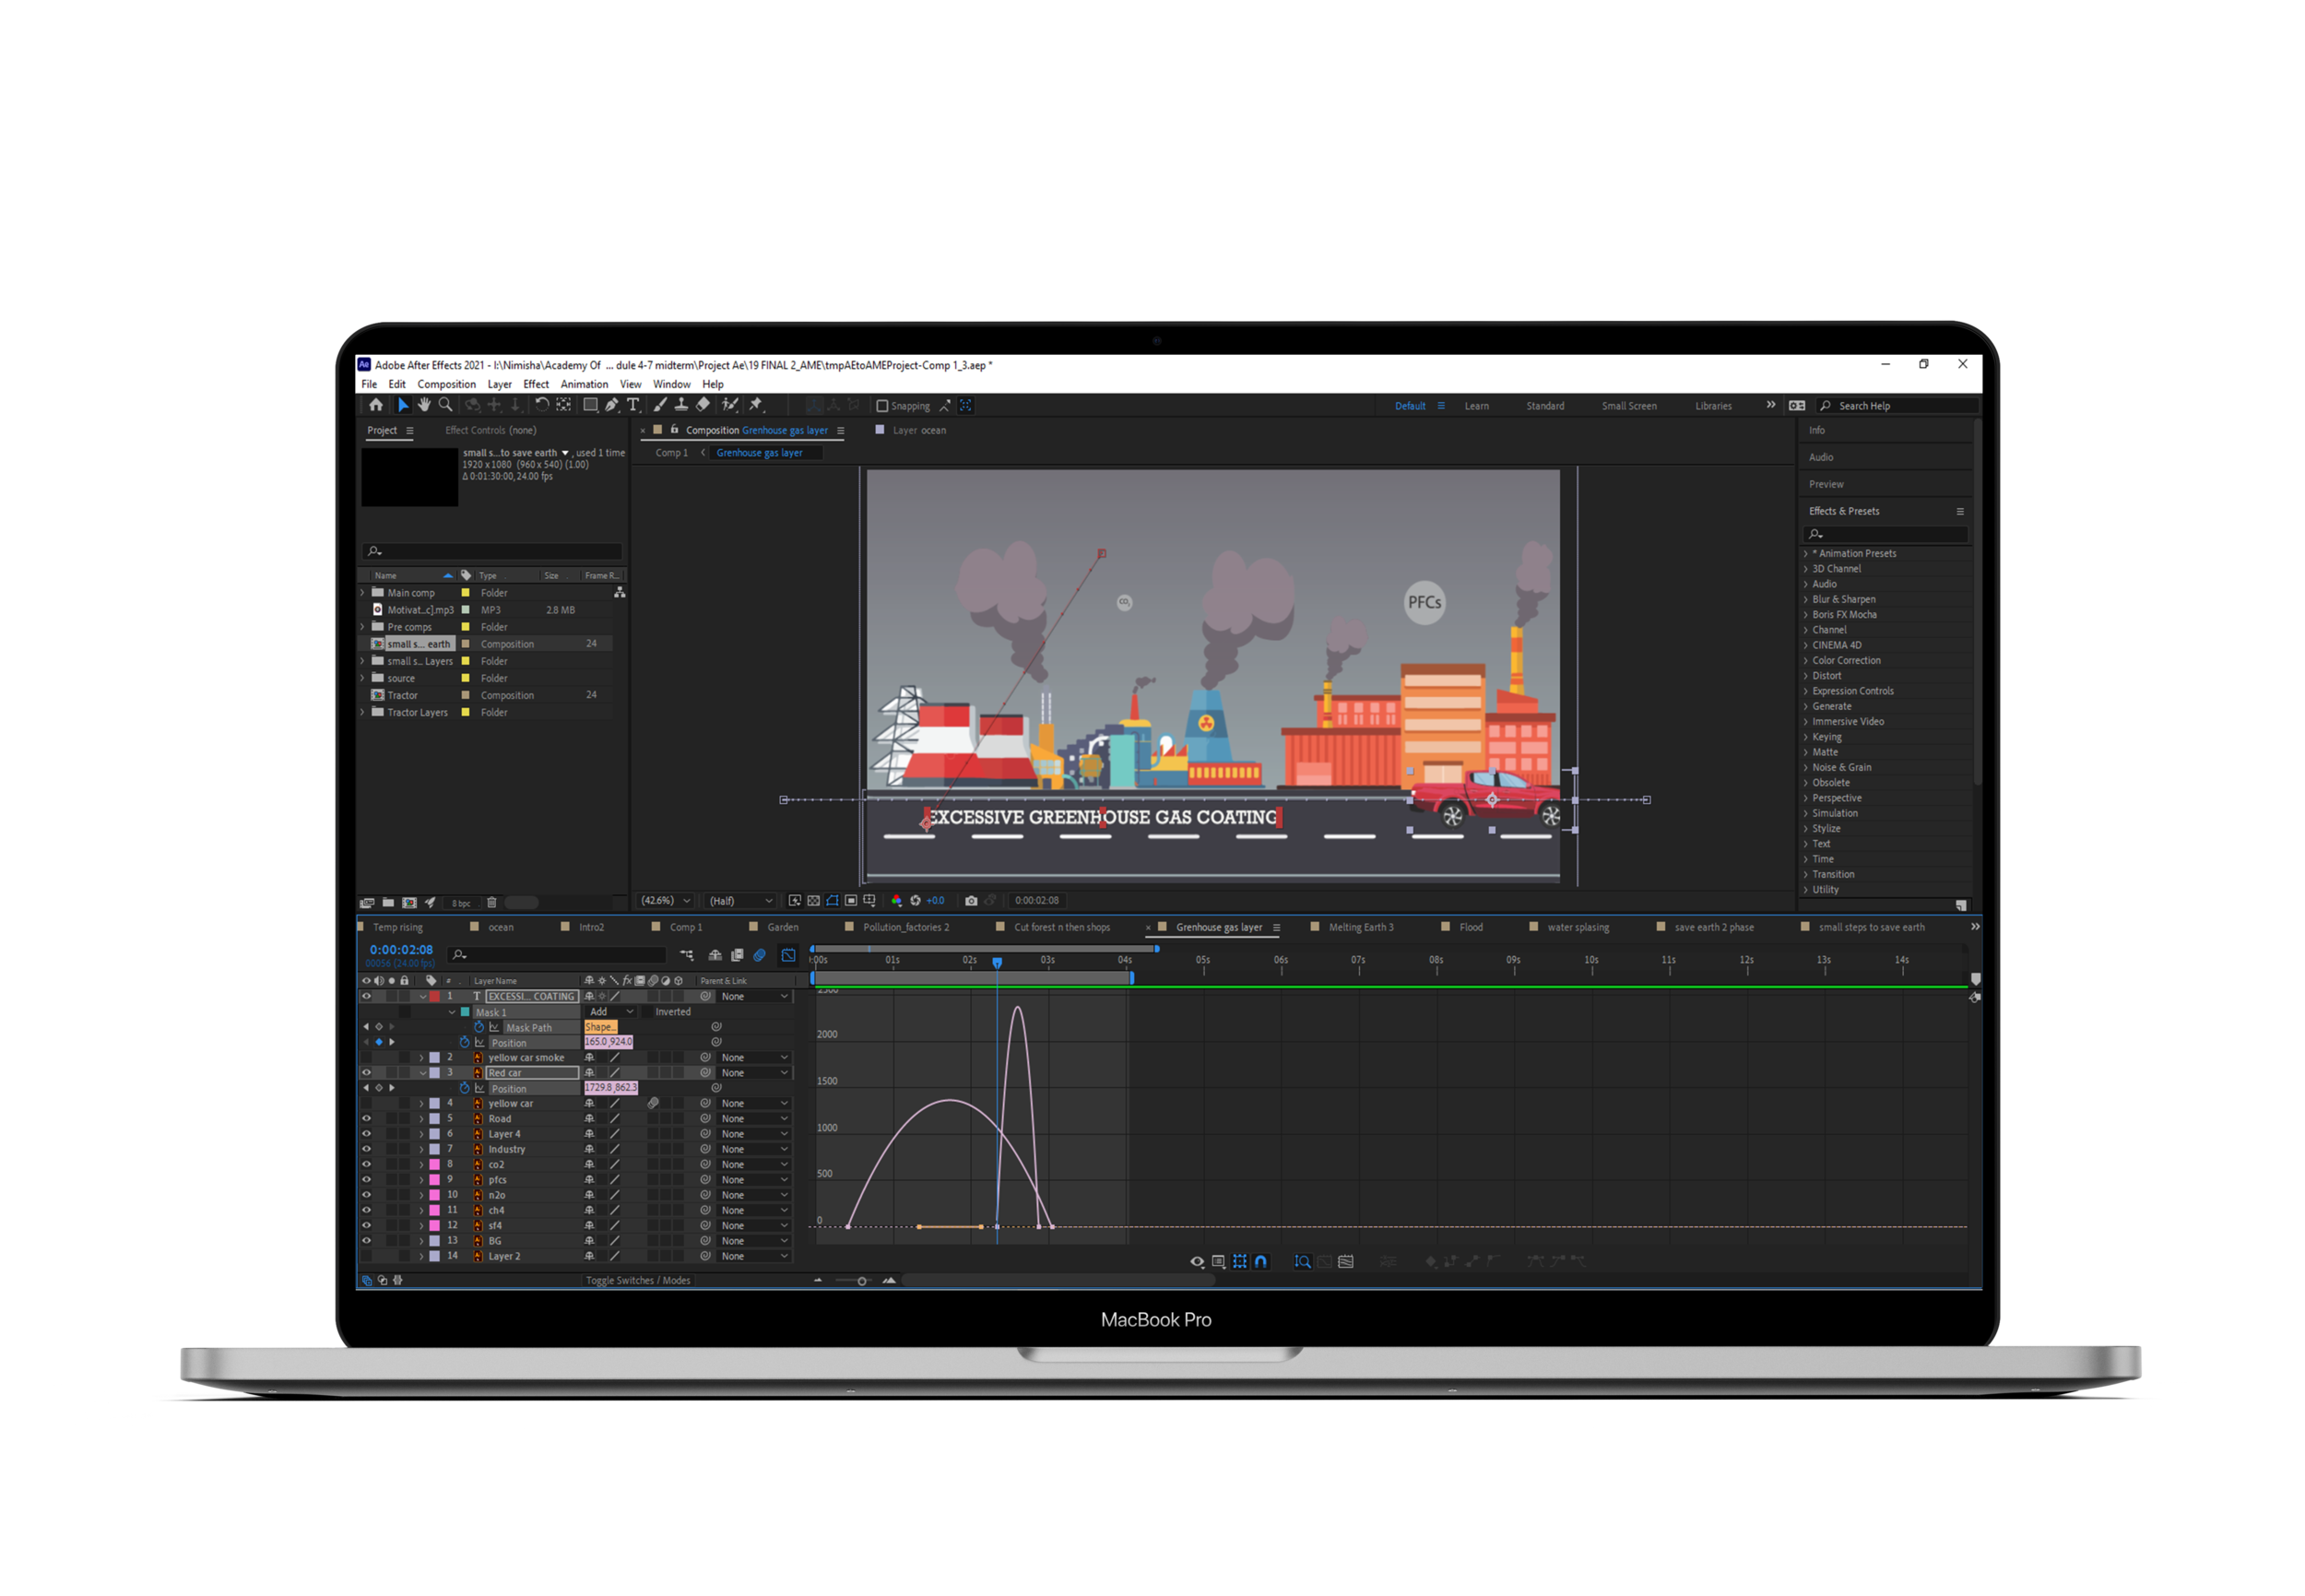 Ae Adobe After Effects 2021 - I:\Nimisha\Academy Of ... dule 4-7 midterm\Project Ae\19 FINAL 2_AME\tmpAEtoAMEProject-Comp 1_3.aep *
File Edit Composition Layer Effect Animation View Window Help
Snapping Default Learn Standard Small Screen Libraries Search Help
Project Effect Controls (none)
small s...to save earth , used 1 time
1920 x 1080 (960 x 540) (1.00)
Δ 0:01:30:00, 24.00 fps
Name Type Size Frame R...
Main comp Folder
Motivat...c].mp3 MP3 2.8 MB
Pre comps Folder
small s... earth Composition 24
small s... Layers Folder
source Folder
Tractor Composition 24
Tractor Layers Folder
8 bpc
Composition Grenhouse gas layer Layer ocean
Comp 1 Grenhouse gas layer
CO2
PFCs
EXCESSIVE GREENHOUSE GAS COATING
(42.6%) (Half) +0.0 0:00:02:08
Info
Audio
Preview
Effects & Presets
* Animation Presets
3D Channel
Audio
Blur & Sharpen
Boris FX Mocha
Channel
CINEMA 4D
Color Correction
Distort
Expression Controls
Generate
Immersive Video
Keying
Matte
Noise & Grain
Obsolete
Perspective
Simulation
Stylize
Text
Time
Transition
Utility
Temp rising ocean Intro2 Comp 1 Garden Pollution_factories 2 Cut forest n then shops Grenhouse gas layer Melting Earth 3 Flood water splasing save earth 2 phase small steps to save earth
0:00:02:08
00056 (24.00 fps)
:00s 01s 02s 03s 04s 05s 06s 07s 08s 09s 10s 11s 12s 13s 14s
# Layer Name Parent & Link
1 T EXCESSI... COATING None
Mask 1 Add Inverted
Mask Path Shape...
Position 165.0,924.0
2 yellow car smoke None
3 Red car None
Position 1729.8,862.3
4 yellow car None
5 Road None
6 Layer 4 None
7 Industry None
8 co2 None
9 pfcs None
10 n2o None
11 ch4 None
12 sf4 None
13 BG None
14 Layer 2 None
2500
2000
1500
1000
500
0
Toggle Switches / Modes
MacBook Pro